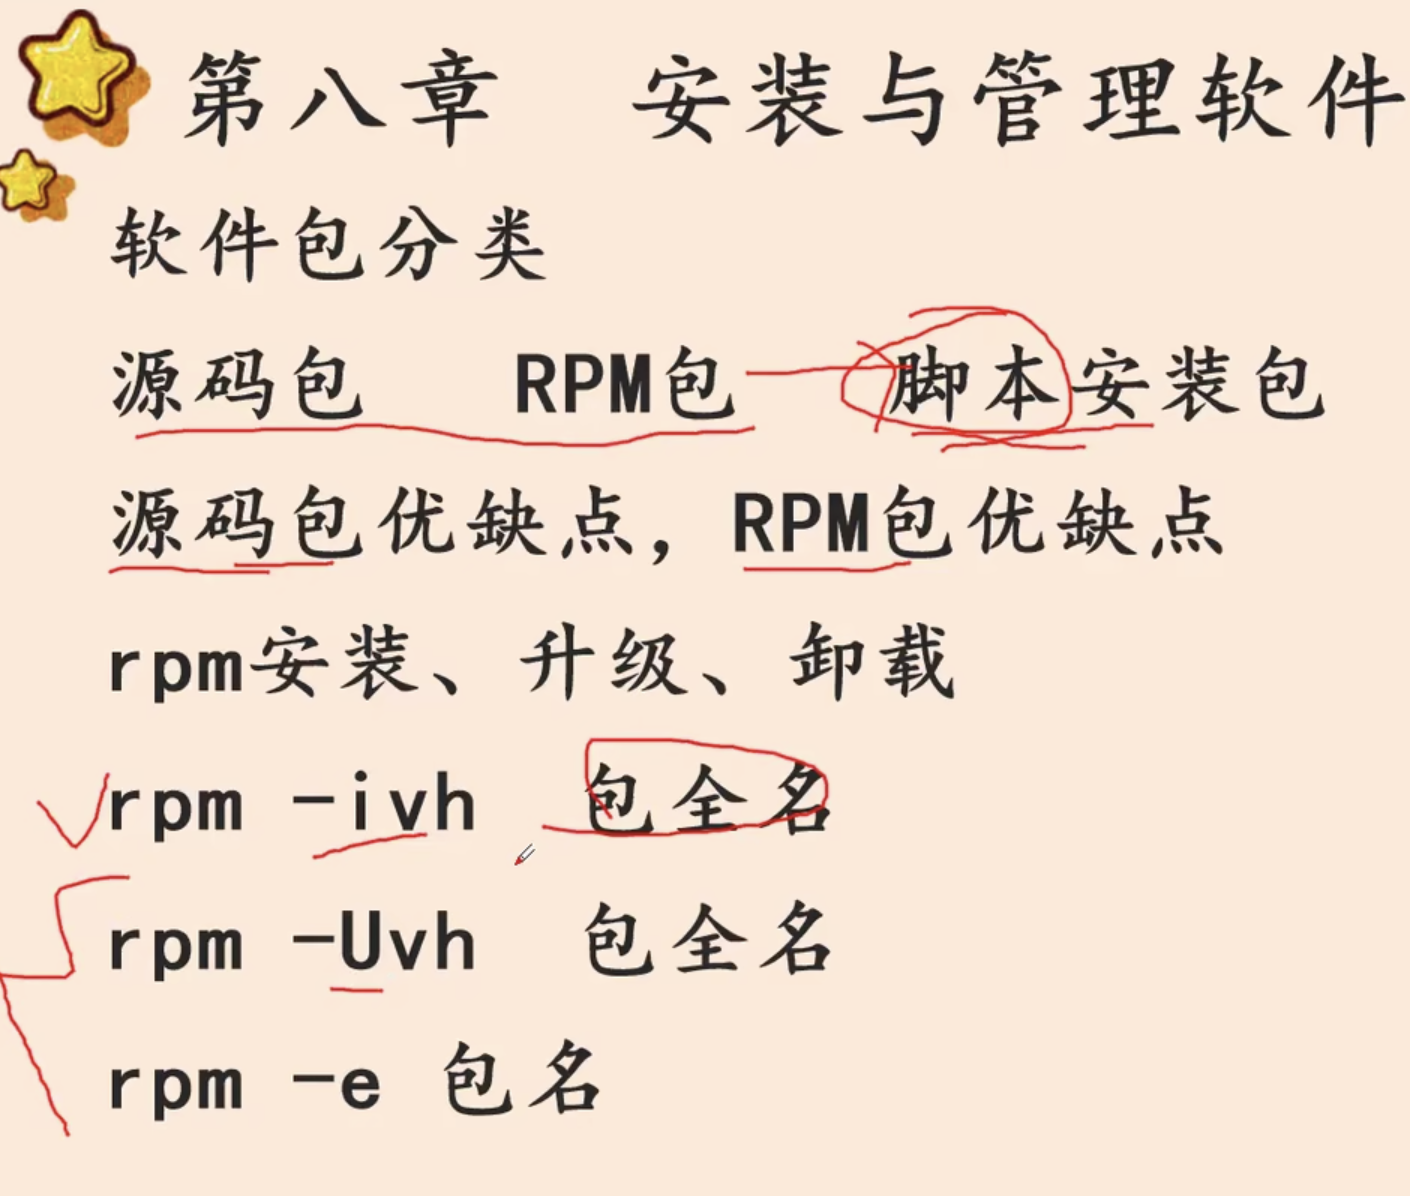 第八章 安装与管理软件
软件包分类
源码包 RPM包 脚本安装包
源码包优缺点，RPM包优缺点
rpm安装、升级、卸载
rpm -ivh 包全名
rpm -Uvh 包全名
rpm -e 包名